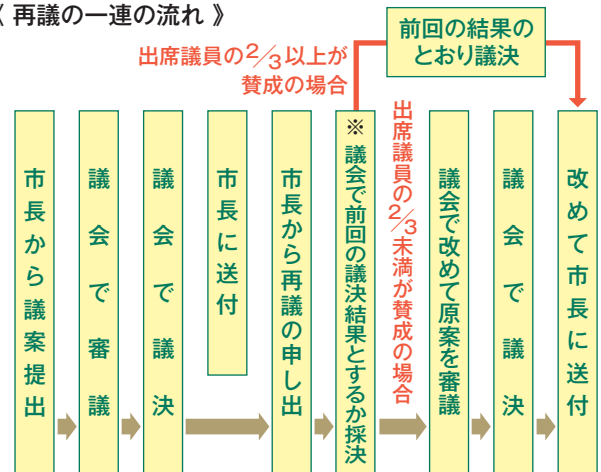 《 再議の一連の流れ 》
前回の結果の
とおり議決
出席議員の2/3以上が
賛成の場合
市長から議案提出
議会で審議
議会で議決
市長に送付
市長から再議の申し出
※議会で前回の議決結果とするか採決
出席議員の2/3未満が賛成の場合
議会で改めて原案を審議
議会で議決
改めて市長に送付